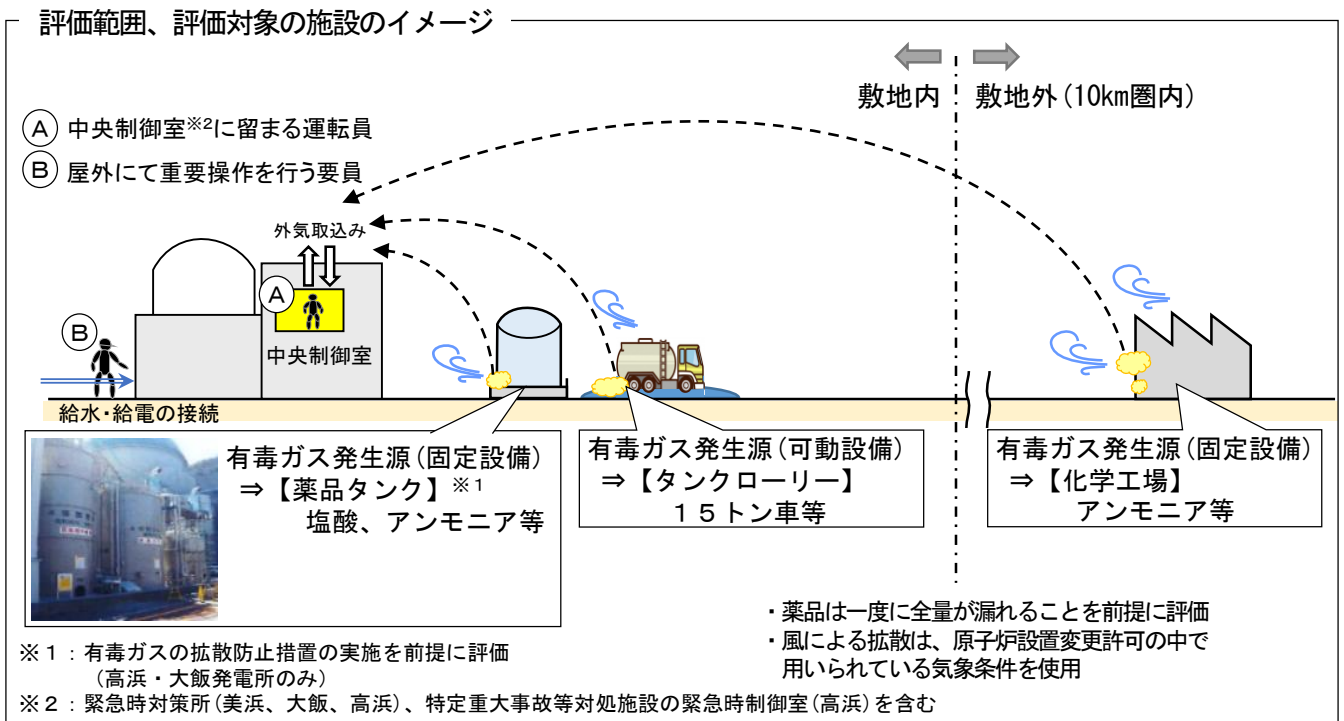 評価範囲、評価対象の施設のイメージ
敷地内
敷地外(10km圏内)
Ⓐ 中央制御室※2に留まる運転員
Ⓑ 屋外にて重要操作を行う要員
外気取込み
A
中央制御室
B
給水・給電の接続
有毒ガス発生源(固定設備)
⇒【薬品タンク】※1
塩酸、アンモニア等
有毒ガス発生源(可動設備)
⇒【タンクローリー】
15トン車等
有毒ガス発生源(固定設備)
⇒【化学工場】
アンモニア等
・薬品は一度に全量が漏れることを前提に評価
・風による拡散は、原子炉設置変更許可の中で
用いられている気象条件を使用
※1:有毒ガスの拡散防止措置の実施を前提に評価
(高浜・大飯発電所のみ)
※2:緊急時対策所(美浜、大飯、高浜)、特定重大事故等対処施設の緊急時制御室(高浜)を含む